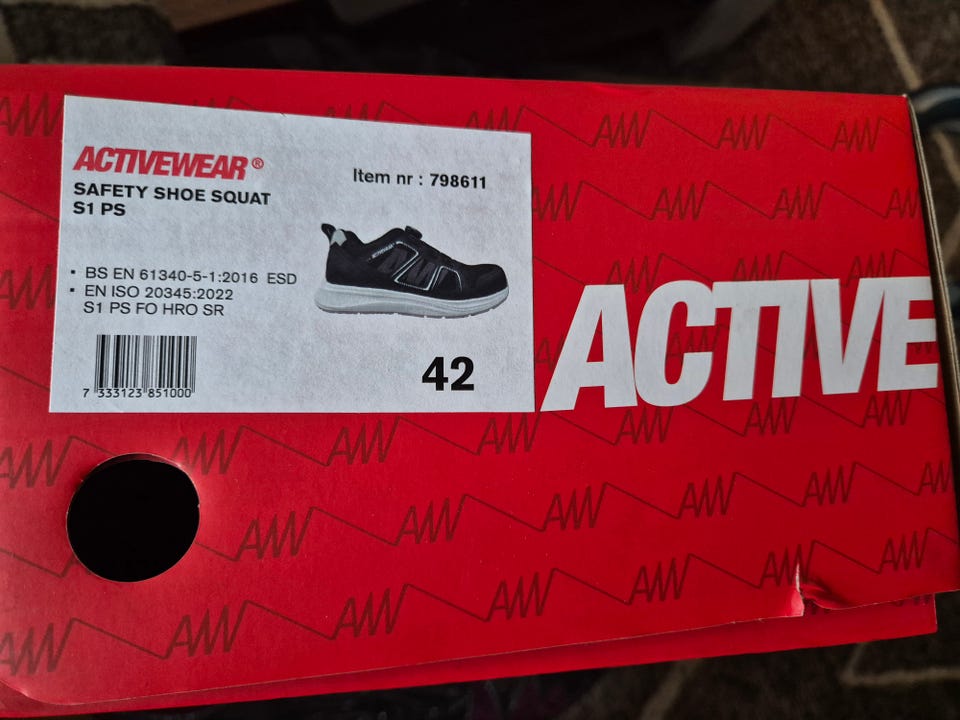 ACTIVEWEAR®
SAFETY SHOE SQUAT
S1 PS
Item nr : 798611
• BS EN 61340-5-1:2016 ESD
• EN ISO 20345:2022
S1 PS FO HRO SR
42
7 333123 851000
ACTIVE